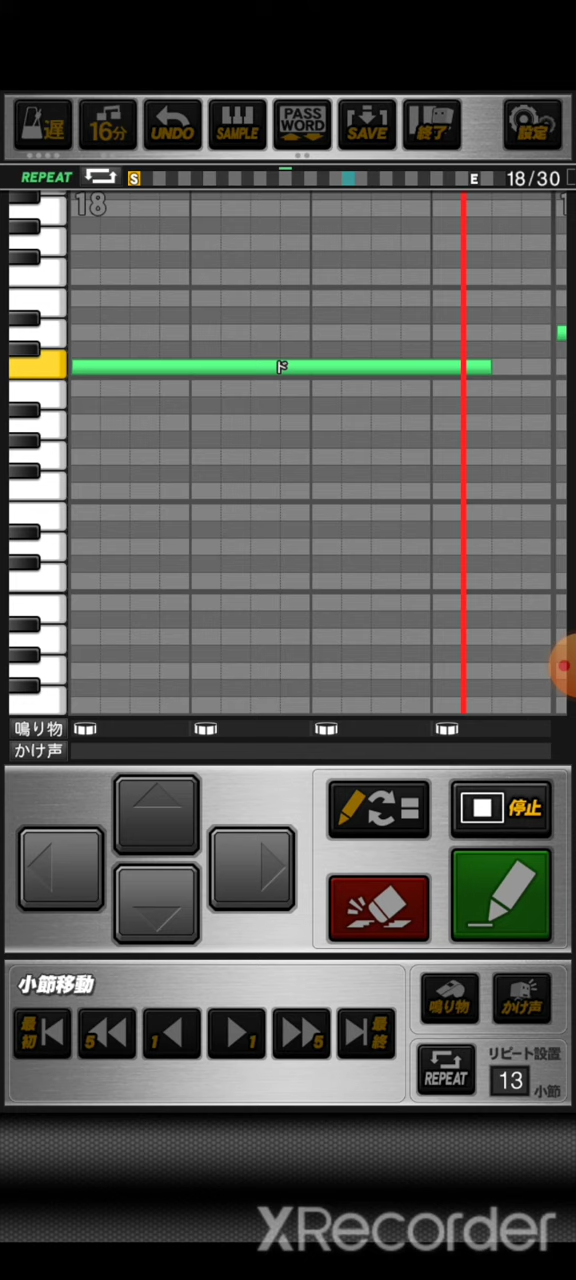 遅 16分 UNDO SAMPLE PASS WORD SAVE 終了 設定
REPEAT S E 18/30
18
ド
鳴り物
かけ声
停止
小節移動
最初 5 1 1 5 最終
鳴り物 かけ声
REPEAT リピート設置
13 小節
XRecorder